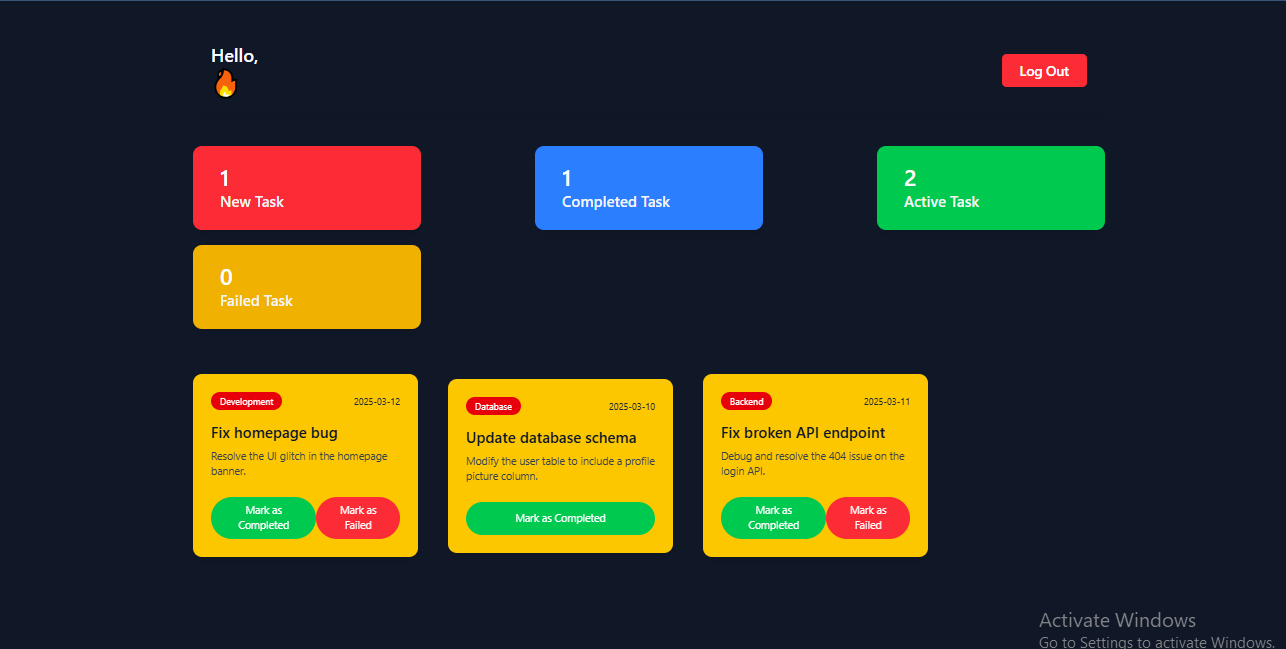 Hello,
🔥
Log Out
1
New Task
1
Completed Task
2
Active Task
0
Failed Task
Development
2025-03-12
Fix homepage bug
Resolve the UI glitch in the homepage
banner.
Mark as
Completed
Mark as
Failed
Database
2025-03-10
Update database schema
Modify the user table to include a profile
picture column.
Mark as Completed
Backend
2025-03-11
Fix broken API endpoint
Debug and resolve the 404 issue on the
login API.
Mark as
Completed
Mark as
Failed
Activate Windows
Go to Settings to activate Windows.